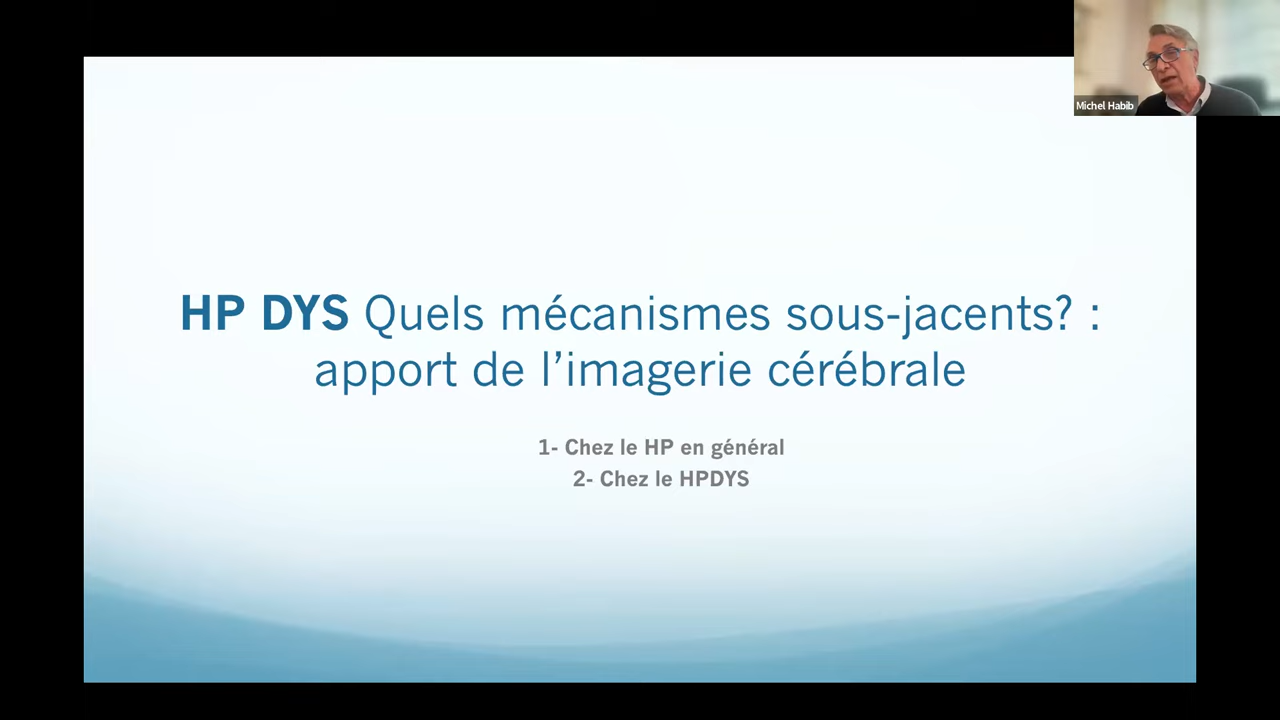 Michel Habib
HP DYS Quels mécanismes sous-jacents? :
apport de l’imagerie cérébrale
1- Chez le HP en général
2- Chez le HPDYS